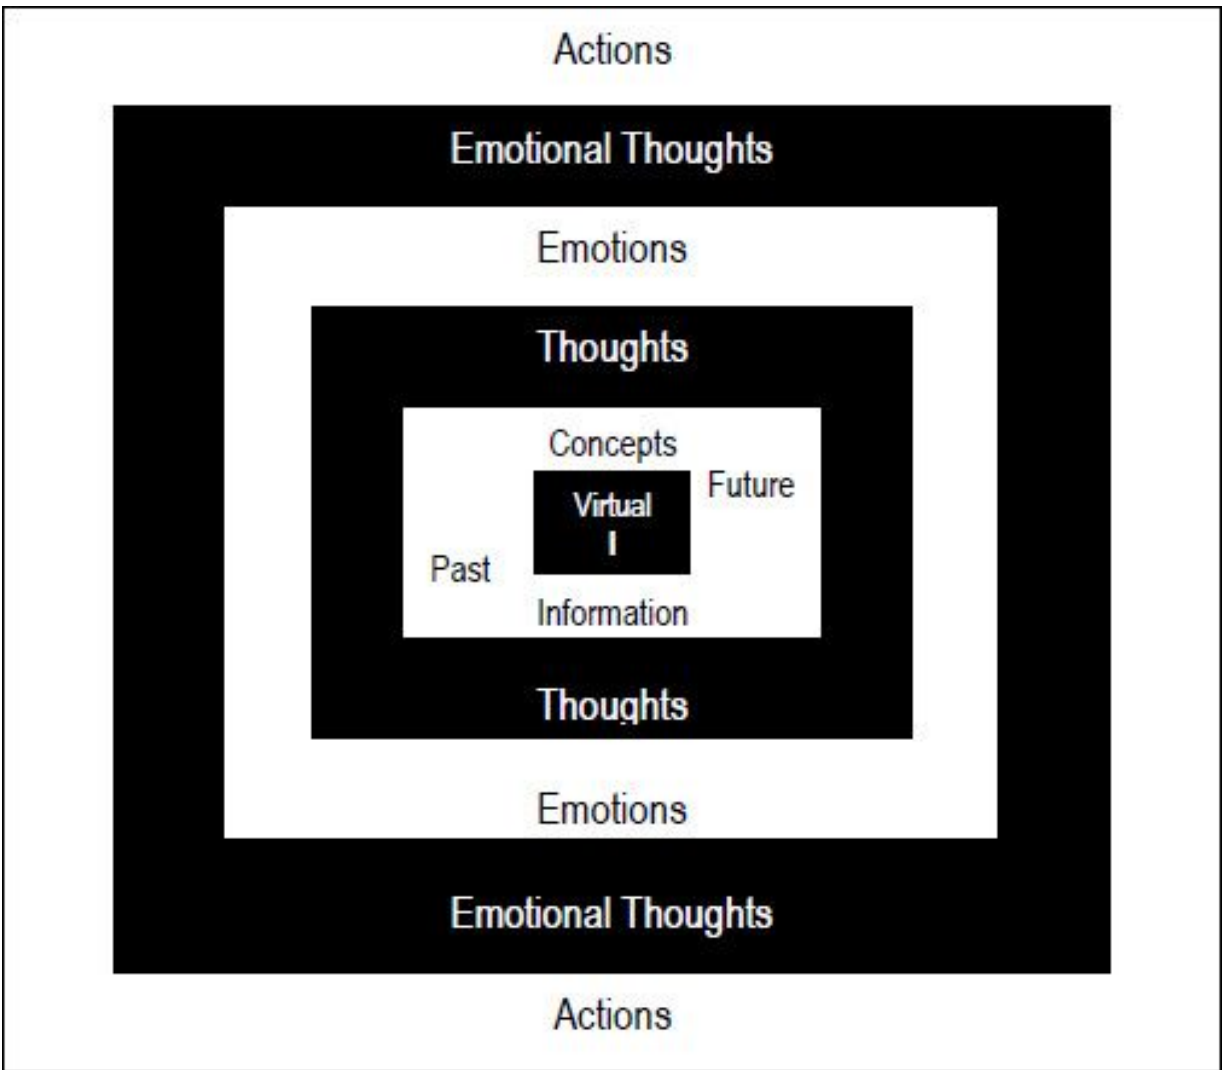 Actions
Emotional Thoughts
Emotions
Thoughts
Concepts
Future
Virtual
I
Past
Information
Thoughts
Emotions
Emotional Thoughts
Actions